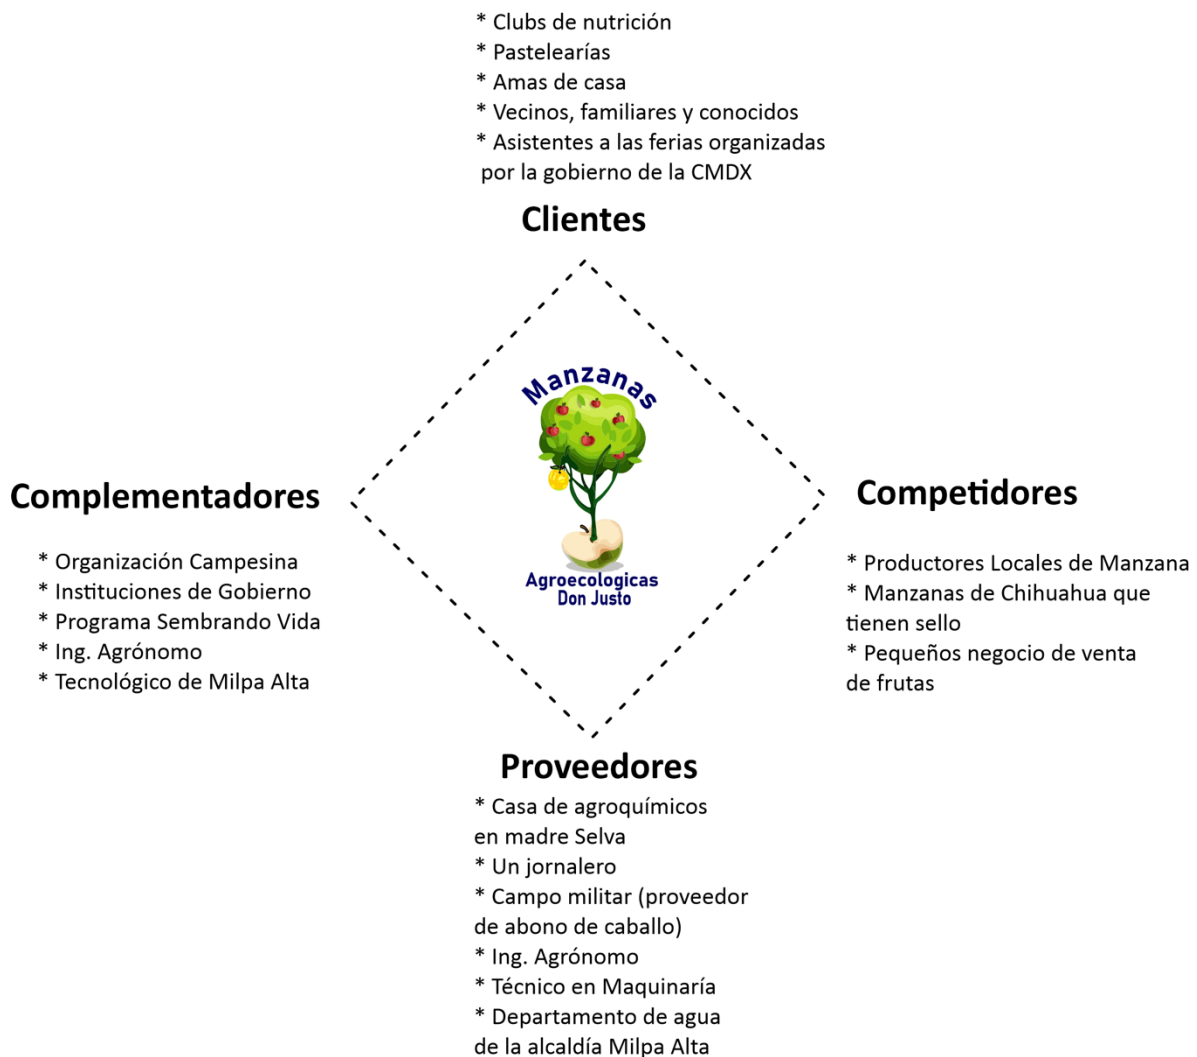 * Clubs de nutrición
* Pastelearías
* Amas de casa
* Vecinos, familiares y conocidos
* Asistentes a las ferias organizadas
por la gobierno de la CMDX
Clientes
Manzanas
Agroecologicas
Don Justo
Complementadores
* Organización Campesina
* Instituciones de Gobierno
* Programa Sembrando Vida
* Ing. Agrónomo
* Tecnológico de Milpa Alta
Competidores
* Productores Locales de Manzana
* Manzanas de Chihuahua que
tienen sello
* Pequeños negocio de venta
de frutas
Proveedores
* Casa de agroquímicos
en madre Selva
* Un jornalero
* Campo militar (proveedor
de abono de caballo)
* Ing. Agrónomo
* Técnico en Maquinaría
* Departamento de agua
de la alcaldía Milpa Alta